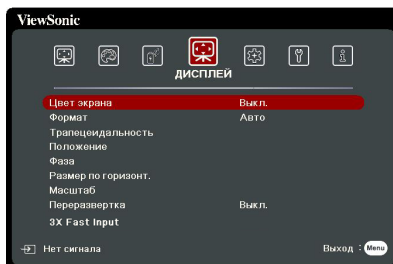 ViewSonic
ДИСПЛЕЙ
Цвет экрана Выкл.
Формат Авто
Трапецеидальность
Положение
Фаза
Размер по горизонт.
Масштаб
Переразвертка Выкл.
3X Fast Input
Нет сигнала Выход : Menu